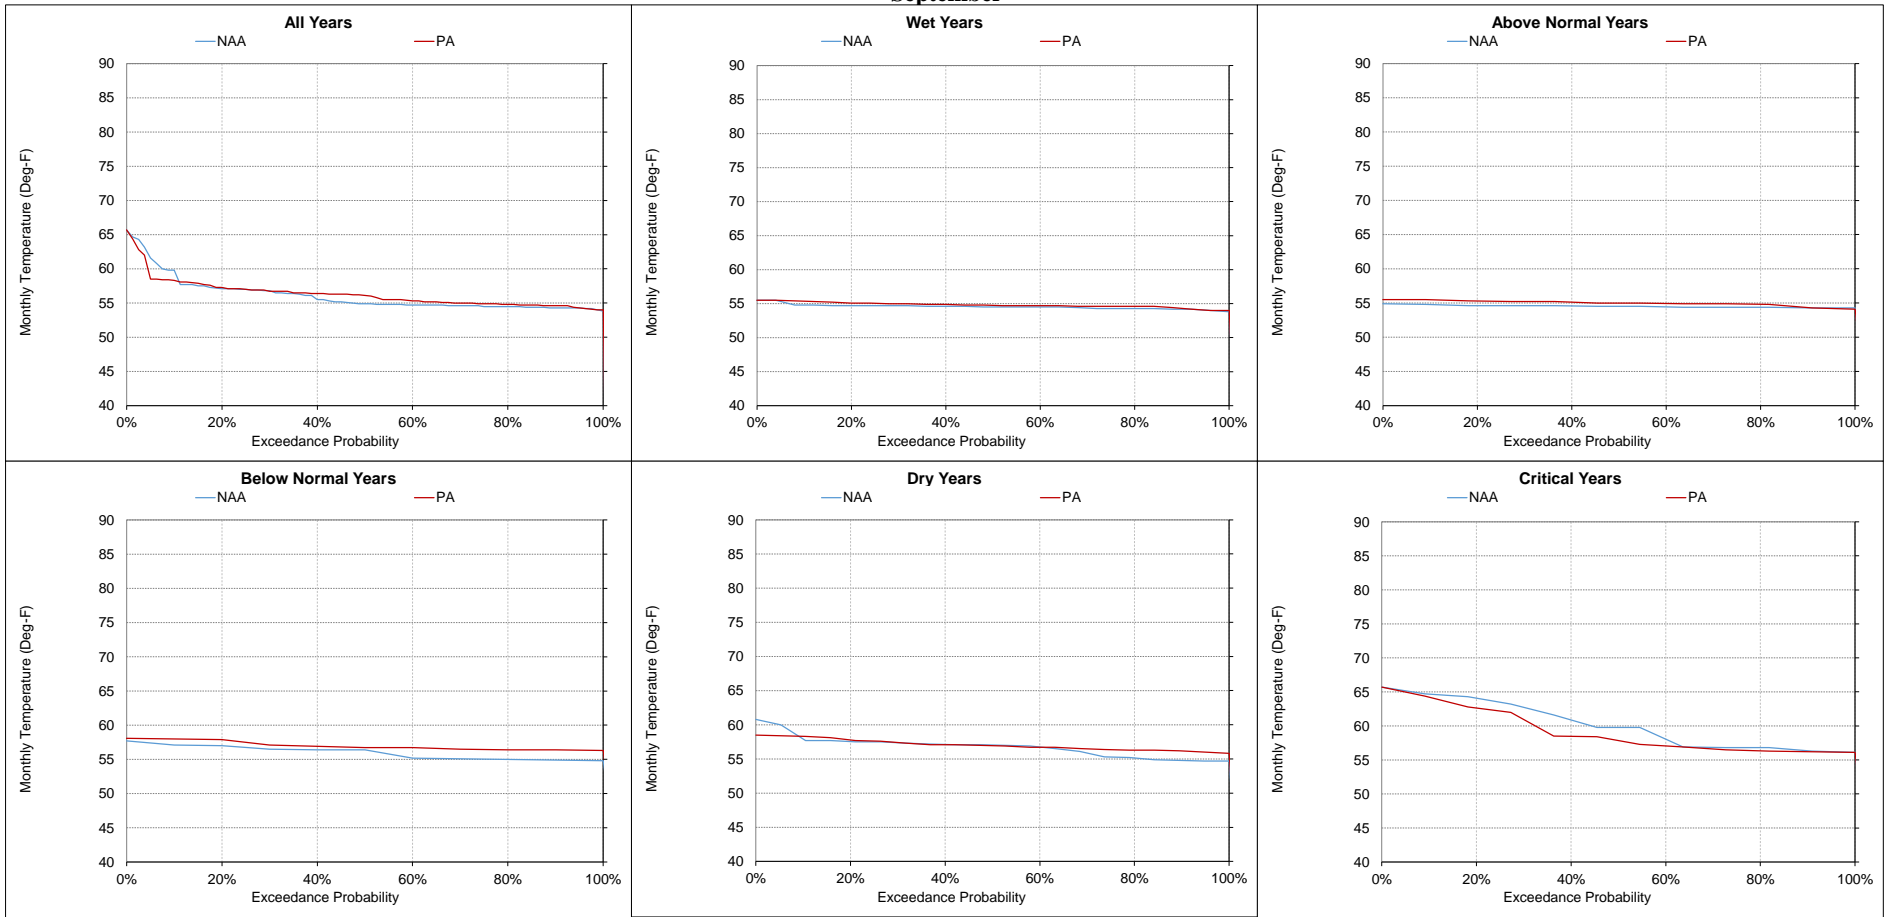 September
All Years
NAA PA
90
85
80
75
70
65
60
55
50
45
40
0% 20% 40% 60% 80% 100%
Monthly Temperature (Deg-F)
Exceedance Probability
Wet Years
NAA PA
90
85
80
75
70
65
60
55
50
45
40
0% 20% 40% 60% 80% 100%
Monthly Temperature (Deg-F)
Exceedance Probability
Above Normal Years
NAA PA
90
85
80
75
70
65
60
55
50
45
40
0% 20% 40% 60% 80% 100%
Monthly Temperature (Deg-F)
Exceedance Probability
Below Normal Years
NAA PA
90
85
80
75
70
65
60
55
50
45
40
0% 20% 40% 60% 80% 100%
Monthly Temperature (Deg-F)
Exceedance Probability
Dry Years
NAA PA
90
85
80
75
70
65
60
55
50
45
40
0% 20% 40% 60% 80% 100%
Monthly Temperature (Deg-F)
Exceedance Probability
Critical Years
NAA PA
90
85
80
75
70
65
60
55
50
45
40
0% 20% 40% 60% 80% 100%
Monthly Temperature (Deg-F)
Exceedance Probability